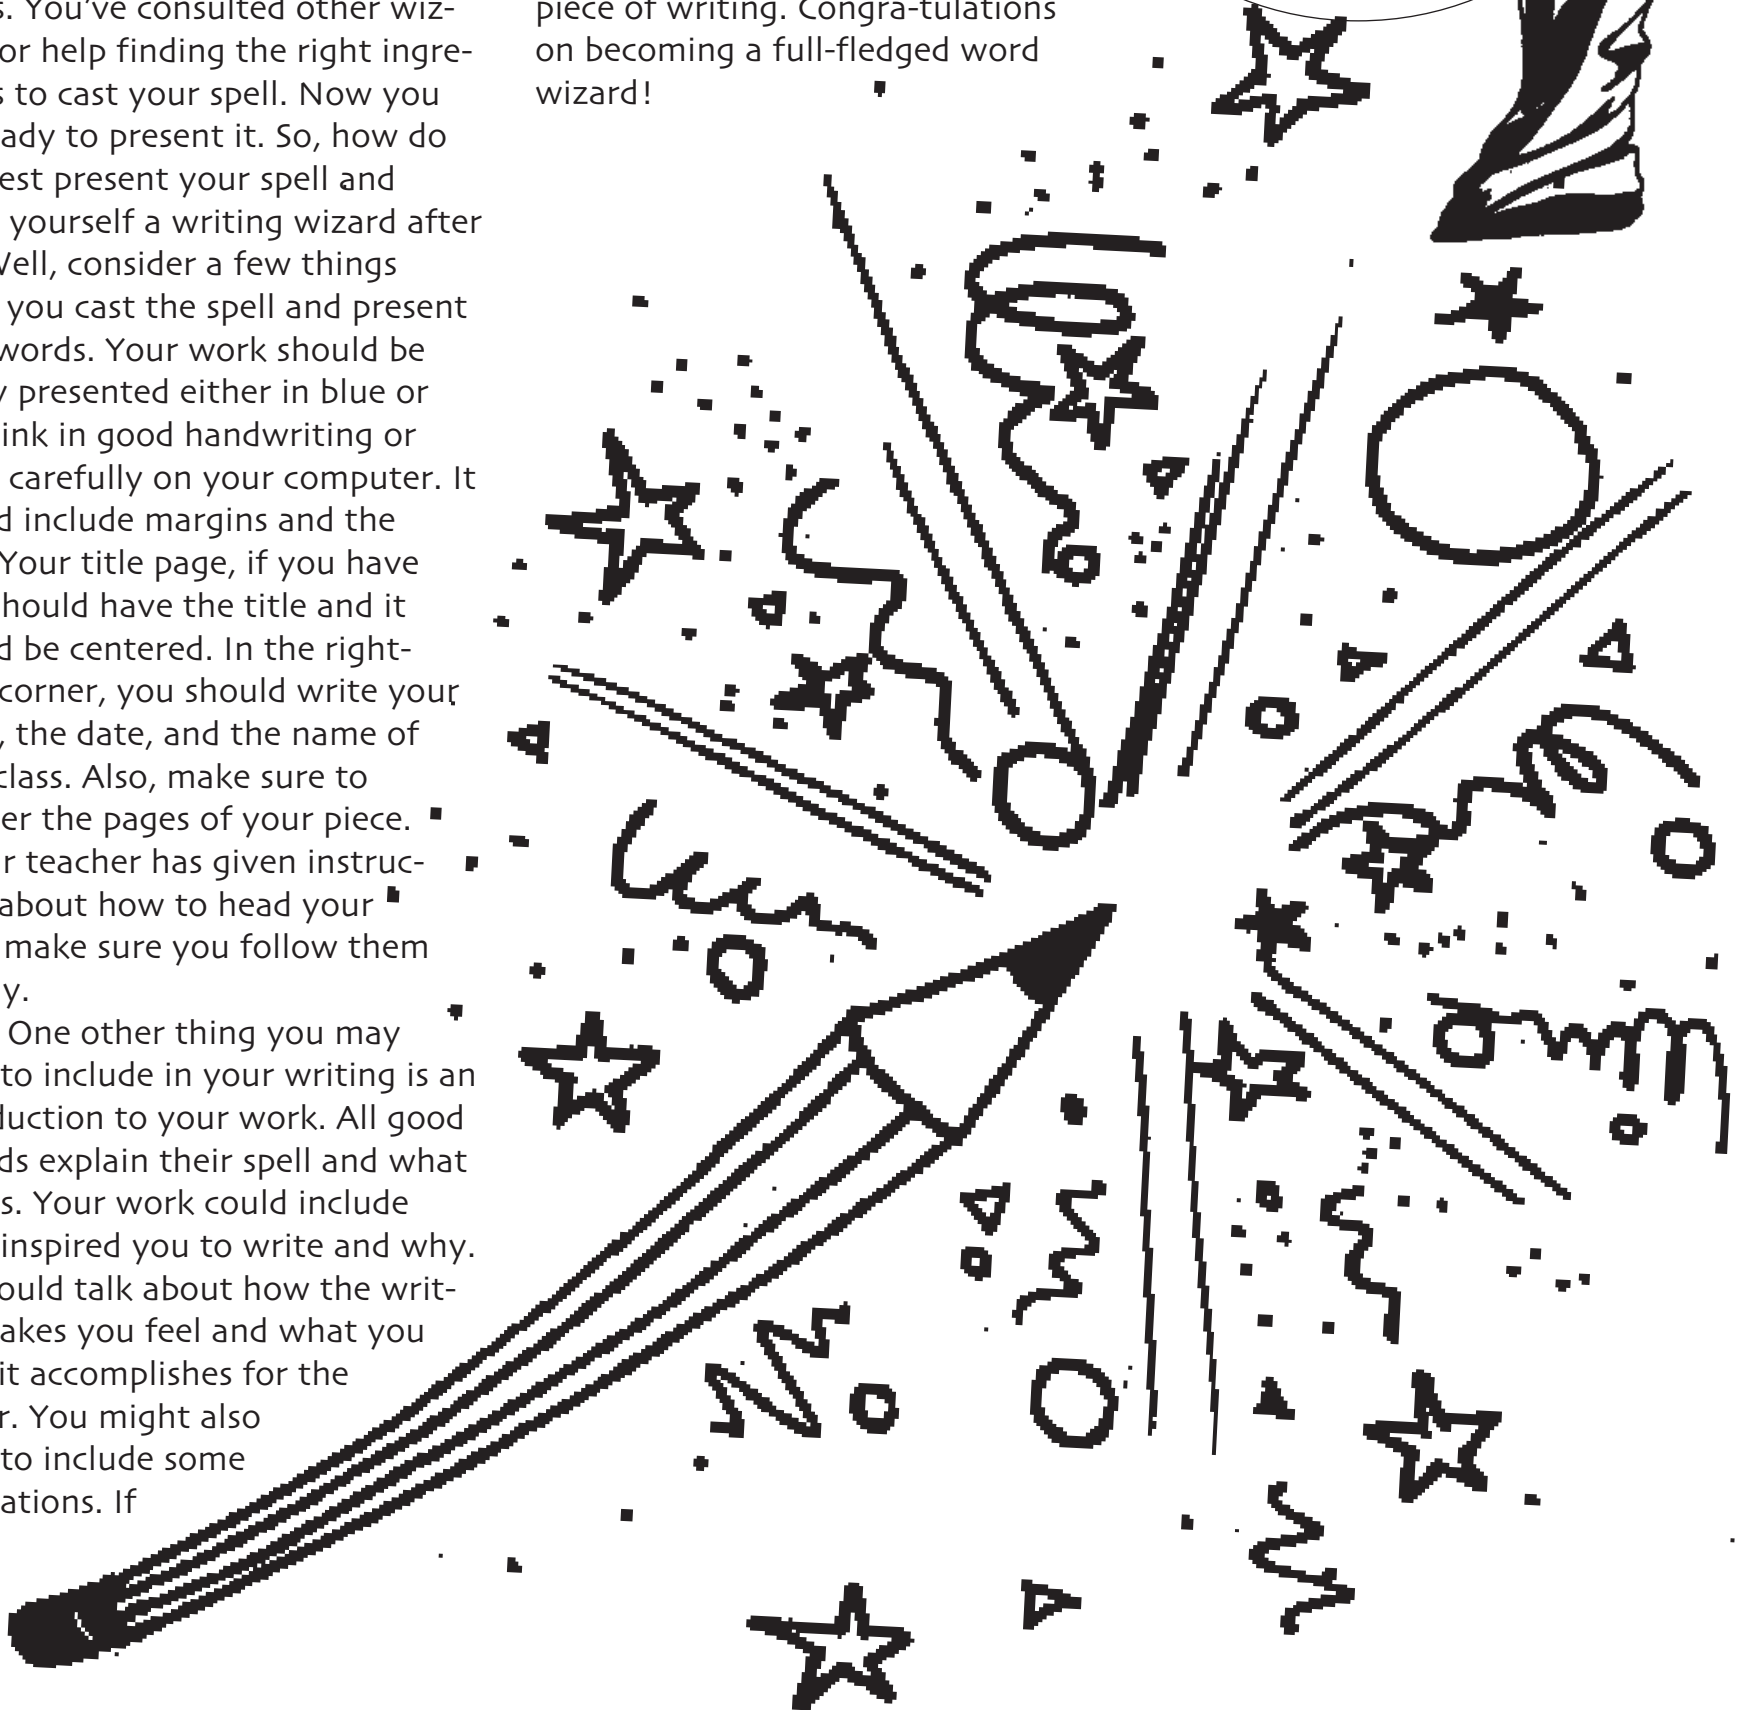 s. You've consulted other wiz-
or help finding the right ingre-
s to cast your spell. Now you
ady to present it. So, how do
est present your spell and
yourself a writing wizard after
Well, consider a few things
you cast the spell and present
words. Your work should be
y presented either in blue or
ink in good handwriting or
carefully on your computer. It
d include margins and the
Your title page, if you have
hould have the title and it
d be centered. In the right-
corner, you should write your
, the date, and the name of
class. Also, make sure to
er the pages of your piece.
r teacher has given instruc-
about how to head your
make sure you follow them
y.
One other thing you may
to include in your writing is an
duction to your work. All good
ds explain their spell and what
s. Your work could include
inspired you to write and why.
ould talk about how the writ-
akes you feel and what you
it accomplishes for the
r. You might also
to include some
ations. If
piece of writing. Congra-tulations
on becoming a full-fledged word
wizard!